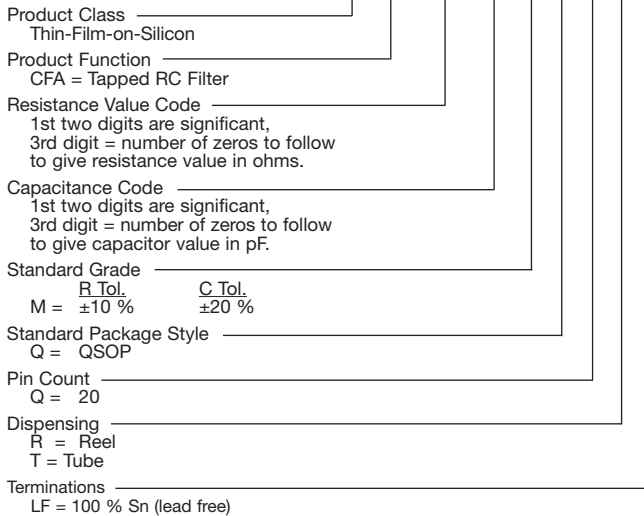 Product Class
Thin-Film-on-Silicon
Product Function
CFA = Tapped RC Filter
Resistance Value Code
1st two digits are significant,
3rd digit = number of zeros to follow
to give resistance value in ohms.
Capacitance Code
1st two digits are significant,
3rd digit = number of zeros to follow
to give capacitor value in pF.
Standard Grade
R Tol. C Tol.
M = ±10 % ±20 %
Standard Package Style
Q = QSOP
Pin Count
Q = 20
Dispensing
R = Reel
T = Tube
Terminations
LF = 100 % Sn (lead free)